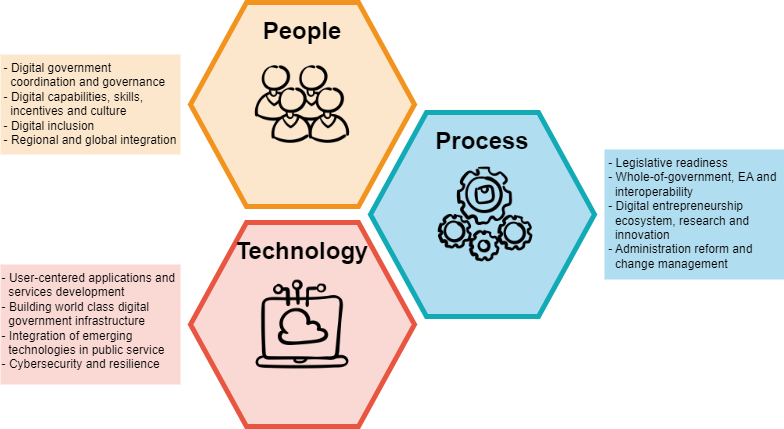 People
- Digital government
coordination and governance
- Digital capabilities, skills,
incentives and culture
- Digital inclusion
- Regional and global integration
Process
- Legislative readiness
- Whole-of-government, EA and
interoperability
- Digital entrepreneurship
ecosystem, research and
innovation
- Administration reform and
change management
Technology
- User-centered applications and
services development
- Building world class digital
government infrastructure
- Integration of emerging
technologies in public service
- Cybersecurity and resilience